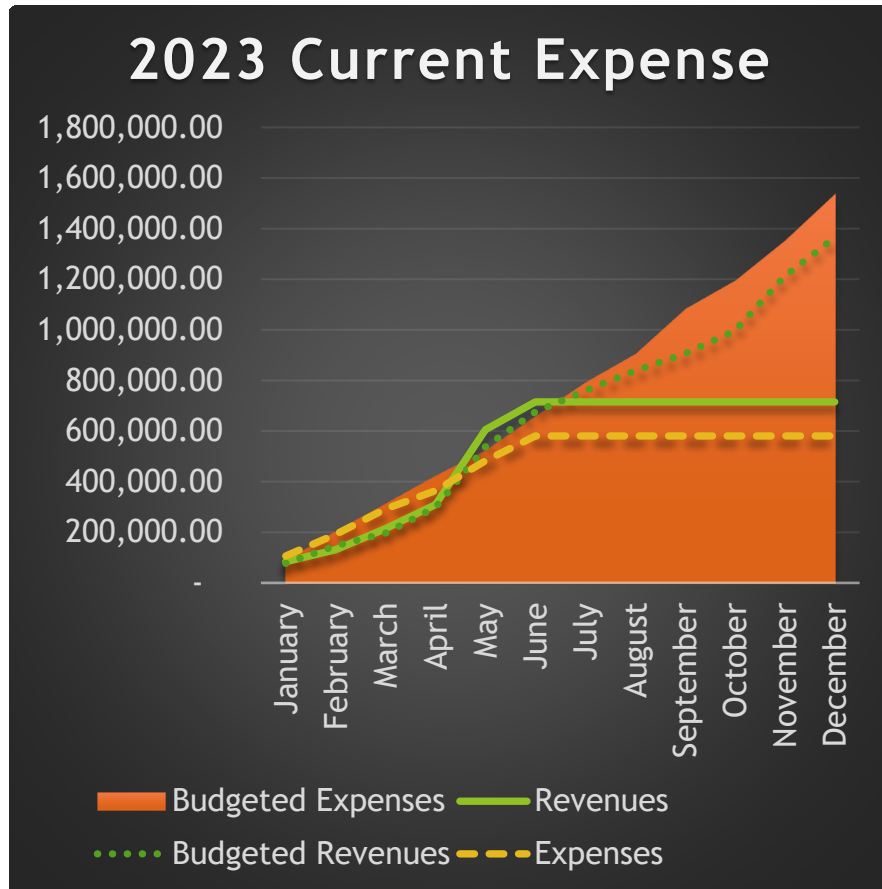 2023 Current Expense
1,800,000.00
1,600,000.00
1,400,000.00
1,200,000.00
1,000,000.00
800,000.00
600,000.00
400,000.00
200,000.00
-
January
February
March
April
May
June
July
August
September
October
November
December
Budgeted Expenses
Revenues
Budgeted Revenues
Expenses